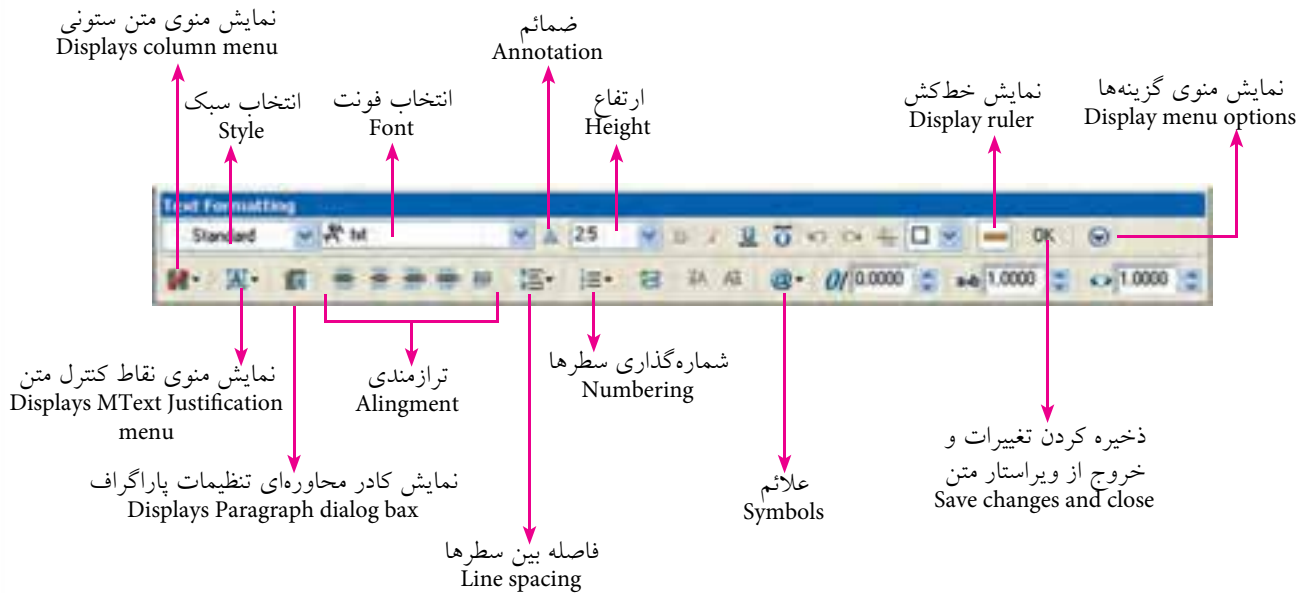 نمایش منوی متن ستونی
Displays column menu
ضمائم
Annotation
انتخاب سبک
Style
انتخاب فونت
Font
ارتفاع
Height
نمایش خط‌کش
Display ruler
نمایش منوی گزینه‌ها
Display menu options
Text Formatting
Standard txt 2.5 B I U O OK
@ 0/ 0.0000 a-b 1.0000 1.0000
نمایش منوی نقاط کنترل متن
Displays MText Justification
menu
ترازمندی
Alingment
شماره‌گذاری سطرها
Numbering
نمایش کادر محاوره‌ای تنظیمات پاراگراف
Displays Paragraph dialog bax
علائم
Symbols
ذخیره کردن تغییرات و
خروج از ویراستار متن
Save changes and close
فاصله بین سطرها
Line spacing